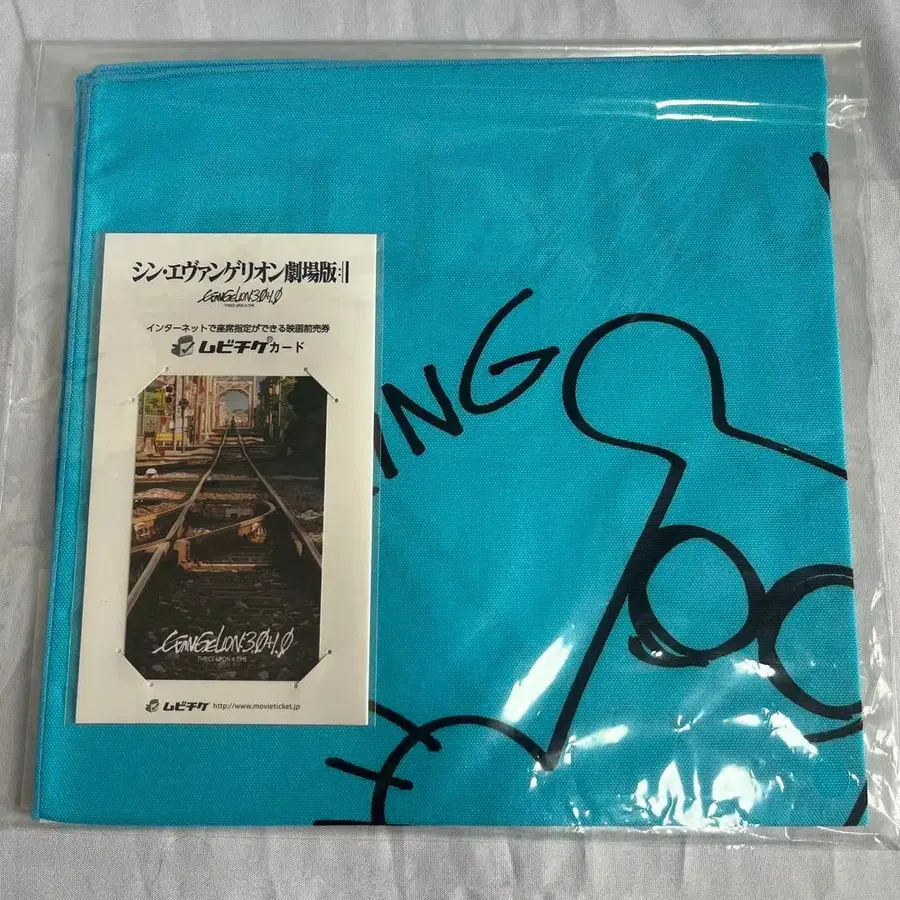 シン・エヴァンゲリオン劇場版:||
EVANGELION:3.0+1.0
THRICE UPON A TIME
インターネットで座席指定ができる映画前売券
ムビチケ®カード
EVANGELION:3.0+1.0
THRICE UPON A TIME
ムビチケ http://www.movieticket.jp
ING